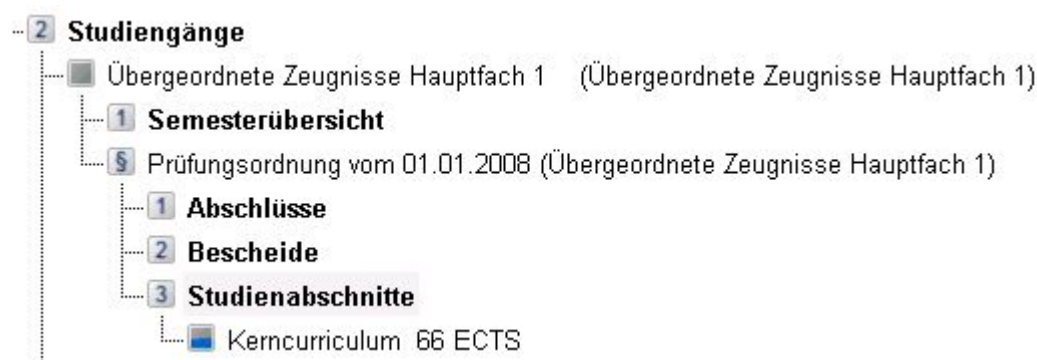 2 Studiengänge
Übergeordnete Zeugnisse Hauptfach 1 (Übergeordnete Zeugnisse Hauptfach 1)
1 Semesterübersicht
§ Prüfungsordnung vom 01.01.2008 (Übergeordnete Zeugnisse Hauptfach 1)
1 Abschlüsse
2 Bescheide
3 Studienabschnitte
Kerncurriculum 66 ECTS